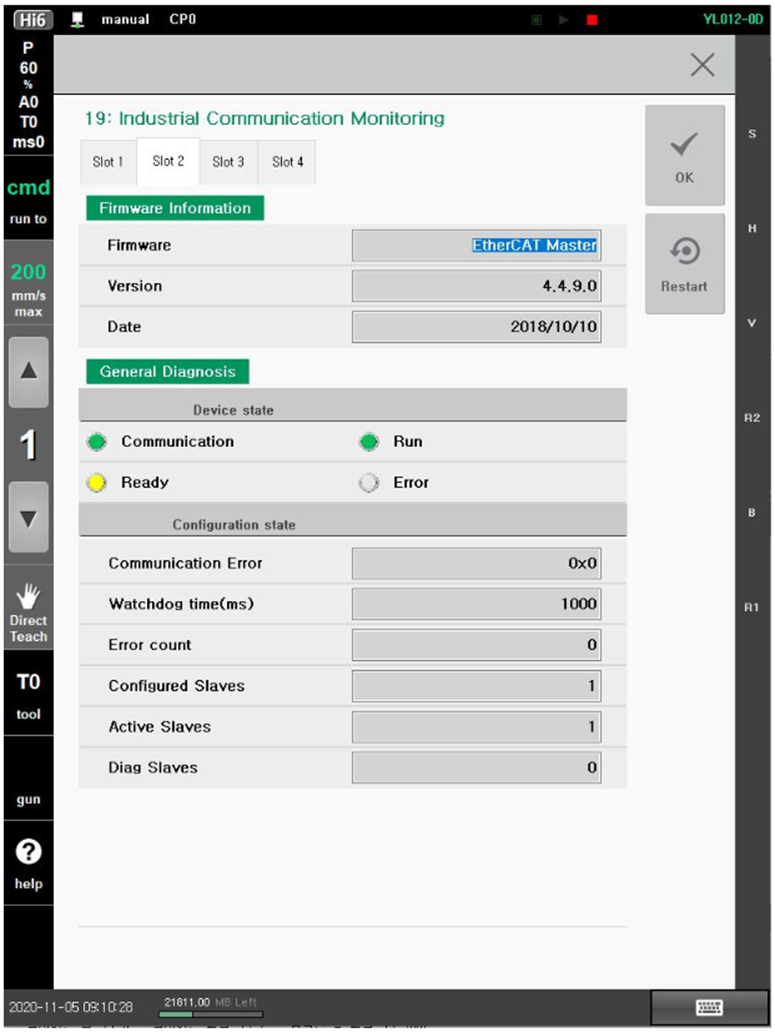 Hi6 manual CP0 YL012-0D
P
60
%
A0
T0
ms0
cmd
run to
200
mm/s
max
1
Direct
Teach
T0
tool
gun
?
help
19: Industrial Communication Monitoring
Slot 1 Slot 2 Slot 3 Slot 4
Firmware Information
Firmware EtherCAT Master
Version 4.4.9.0
Date 2018/10/10
General Diagnosis
Device state
Communication Run
Ready Error
Configuration state
Communication Error 0x0
Watchdog time(ms) 1000
Error count 0
Configured Slaves 1
Active Slaves 1
Diag Slaves 0
OK
Restart
S
H
V
R2
B
R1
2020-11-05 09:10:28 21811.00 MB Left